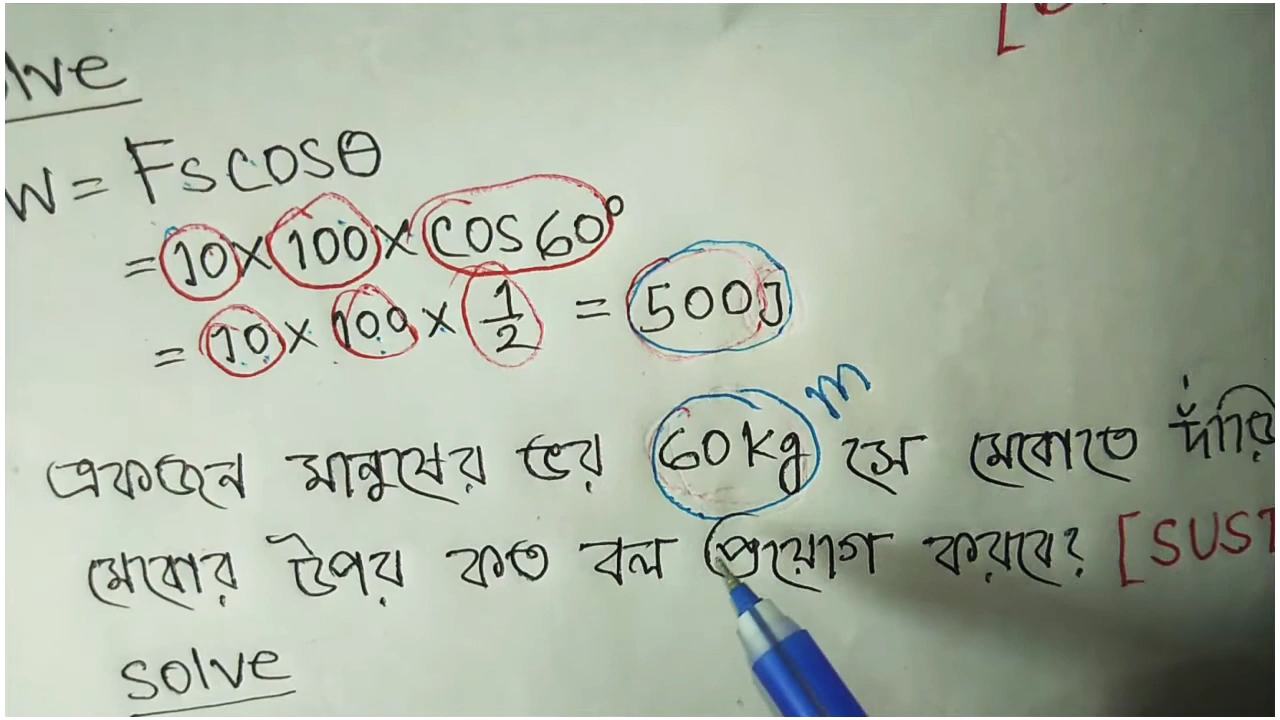 lve
W = Fscosθ
= 10 × 100 × cos 60°
= 10 × 100 × 1/2 = 500J
m
একজন মানুষের ভর 60kg সে মেঝেতে
মেঝের উপর কত বল প্রয়োগ করবে? [SUST
solve